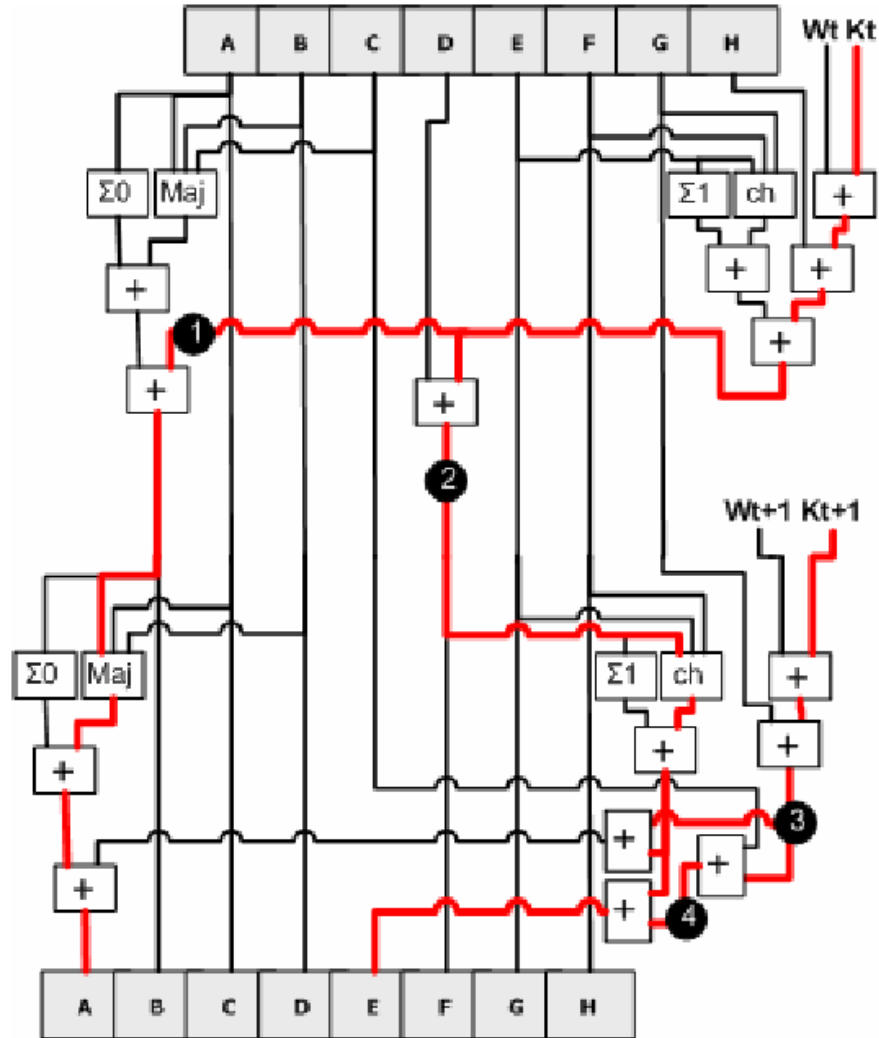 A B C D E F G H
Wt Kt
Σ0 Maj Σ1 ch +
+ + +
+
1
+ +
2
Wt+1 Kt+1
Σ0 Maj Σ1 ch +
+ + +
3
+ +
+ + 4
A B C D E F G H